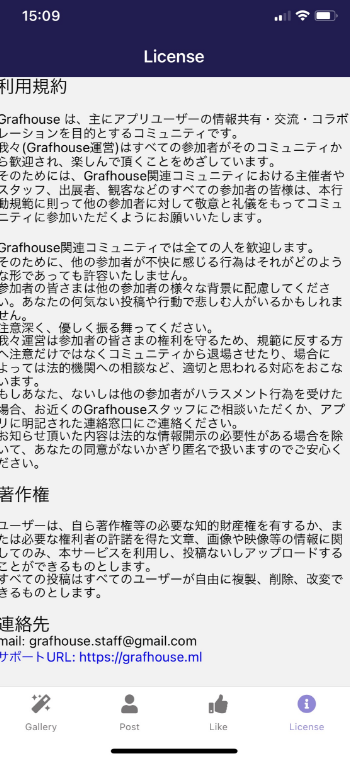 15:09
License
利用規約
Grafhouse は、主にアプリユーザーの情報共有・交流・コラボ
レーションを目的とするコミュニティです。
我々(Grafhouse運営)はすべての参加者がそのコミュニティか
ら歓迎され、楽しんで頂くことをめざしています。
そのためには、Grafhouse関連コミュニティにおける主催者や
スタッフ、出展者、観客などのすべての参加者の皆様は、本行
動規範に則って他の参加者に対して敬意と礼儀をもってコミュ
ニティに参加いただくようにお願いいたします。
Grafhouse関連コミュニティでは全ての人を歓迎します。
そのために、他の参加者が不快に感じる行為はそれがどのよう
な形であっても許容いたしません。
参加者の皆さまは他の参加者の様々な背景に配慮してくださ
い。あなたの何気ない投稿や行動で悲しむ人がいるかもしれま
せん。
注意深く、優しく振る舞ってください。
我々運営は参加者の皆さまの権利を守るため、規範に反する方
へ注意だけではなくコミュニティから退場させたり、場合に
よっては法的機関への相談など、適切と思われる対応をおこな
います。
もしあなた、ないしは他の参加者がハラスメント行為を受けた
場合、お近くのGrafhouseスタッフにご相談いただくか、アプ
リに明記された連絡窓口にご連絡ください。
お知らせ頂いた内容は法的な情報開示の必要性がある場合を除
いて、あなたの同意がないかぎり匿名で扱いますのでご安心く
ださい。
著作権
ユーザーは、自ら著作権等の必要な知的財産権を有するか、ま
たは必要な権利者の許諾を得た文章、画像や映像等の情報に関
してのみ、本サービスを利用し、投稿ないしアップロードする
ことができるものとします。
すべての投稿はすべてのユーザーが自由に複製、削除、改変で
きるものとします。
連絡先
mail: grafhouse.staff@gmail.com
サポートURL: https://grafhouse.ml
Gallery
Post
Like
License